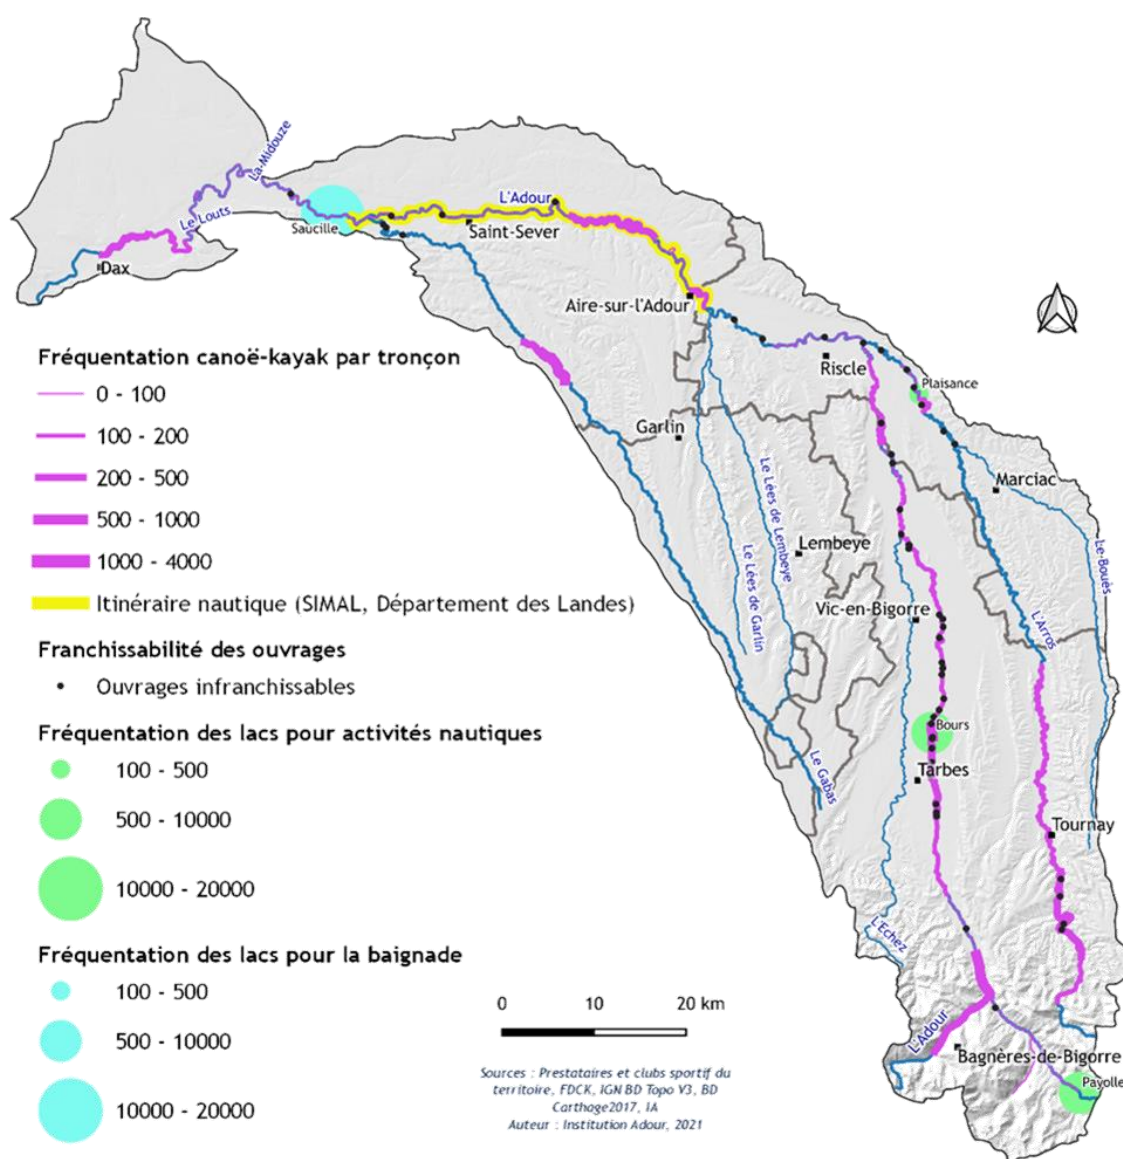 La-Midouze
Le Louts
L'Adour
Saucille
Saint-Sever
Dax
Aire-sur-l'Adour
Riscle
Plaisance
Garlin
Marciac
Le Lées de Lembeye
Le Lées de Garlin
Lembeye
Le-Bouès
Vic-en-Bigorre
L'Arros
Bours
Tarbes
Le Gabas
Tournay
L'Echez
L'Adour
Bagnères-de-Bigorre
Payolle
Fréquentation canoë-kayak par tronçon
0 - 100
100 - 200
200 - 500
500 - 1000
1000 - 4000
Itinéraire nautique (SIMAL, Département des Landes)
Franchissabilité des ouvrages
Ouvrages infranchissables
Fréquentation des lacs pour activités nautiques
100 - 500
500 - 10000
10000 - 20000
Fréquentation des lacs pour la baignade
100 - 500
500 - 10000
10000 - 20000
0 10 20 km
Sources : Prestataires et clubs sportif du
territoire, FDCK, IGN BD Topo V3, BD
Carthage2017, IA
Auteur : Institution Adour, 2021